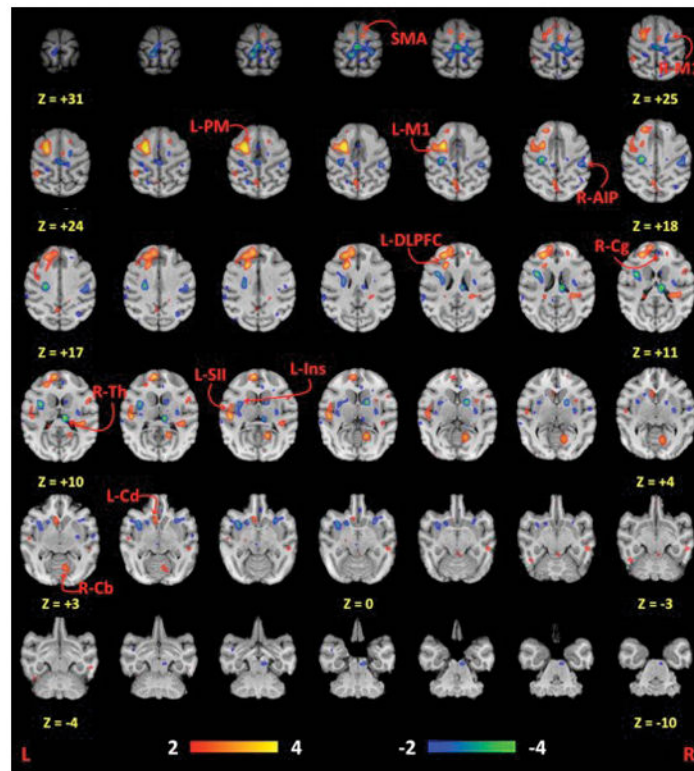 SMA
R-M1
Z = +31
Z = +25
L-PM
L-M1
R-AIP
Z = +24
Z = +18
L-DLPFC
R-Cg
Z = +17
Z = +11
R-Th
L-SII
L-Ins
Z = +10
Z = +4
L-Cd
R-Cb
Z = +3
Z = 0
Z = -3
Z = -4
Z = -10
L
2
4
-2
-4
R